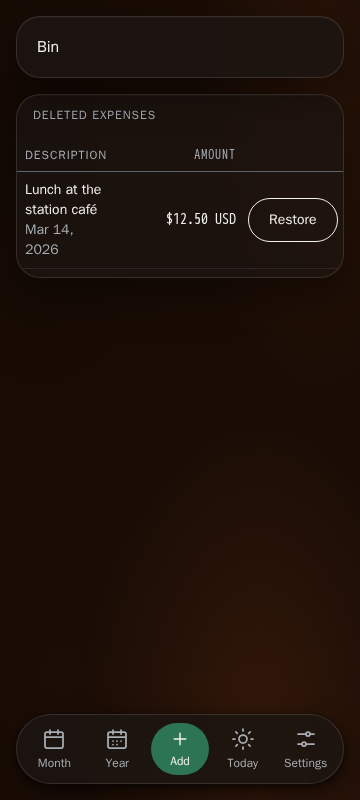 Bin
DELETED EXPENSES
DESCRIPTION AMOUNT
Lunch at the
station café
Mar 14,
2026
$12.50 USD
Restore
Month
Year
Add
Today
Settings